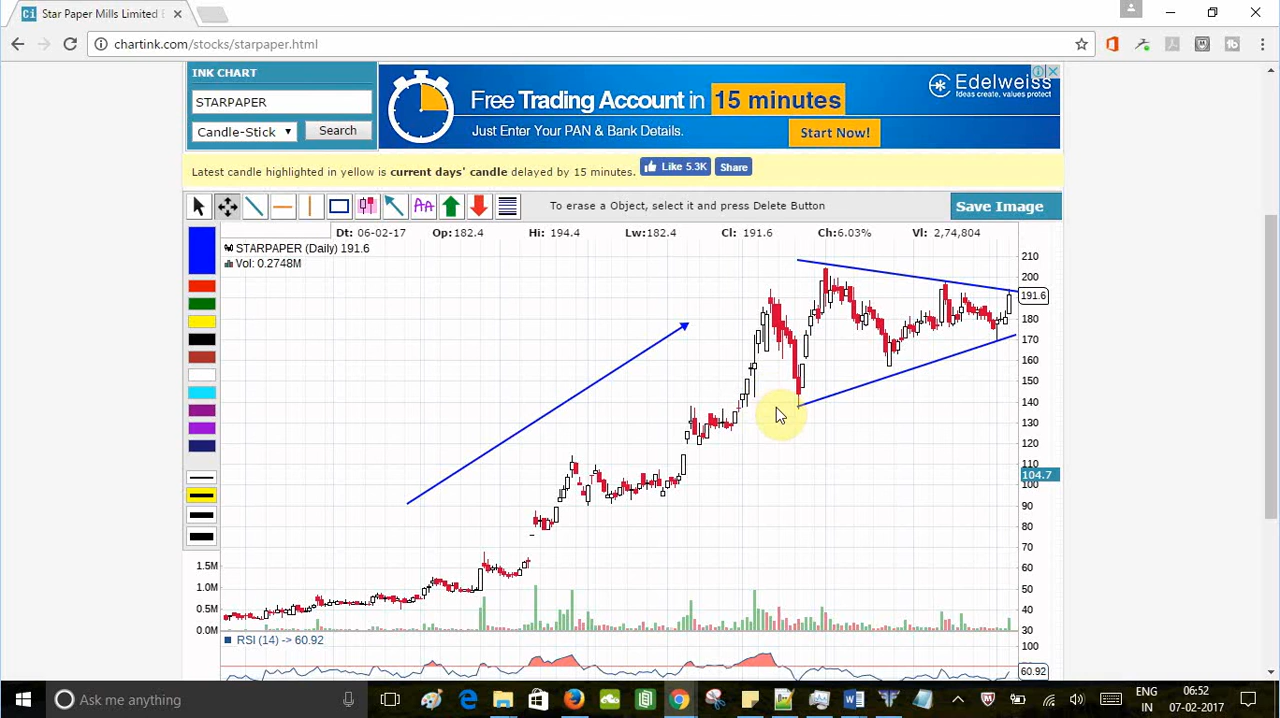 Ci Star Paper Mills Limited
chartink.com/stocks/starpaper.html
INK CHART
STARPAPER
Candle-Stick
Search
Free Trading Account in 15 minutes
Just Enter Your PAN & Bank Details.
Start Now!
Edelweiss
Ideas create, values protect
Latest candle highlighted in yellow is current days' candle delayed by 15 minutes.
Like 5.3K
Share
AA
To erase a Object, select it and press Delete Button
Save Image
Dt: 06-02-17 Op:182.4 Hi: 194.4 Lw:182.4 Cl: 191.6 Ch:6.03% Vl: 2,74,804
STARPAPER (Daily) 191.6
Vol: 0.2748M
210
200
191.6
180
170
160
150
140
130
120
110
104.7
100
90
80
70
60
50
40
30
1.5M
1.0M
0.5M
0.0M
RSI (14) -> 60.92
100
60.92
Ask me anything
ENG
IN
06:52
07-02-2017